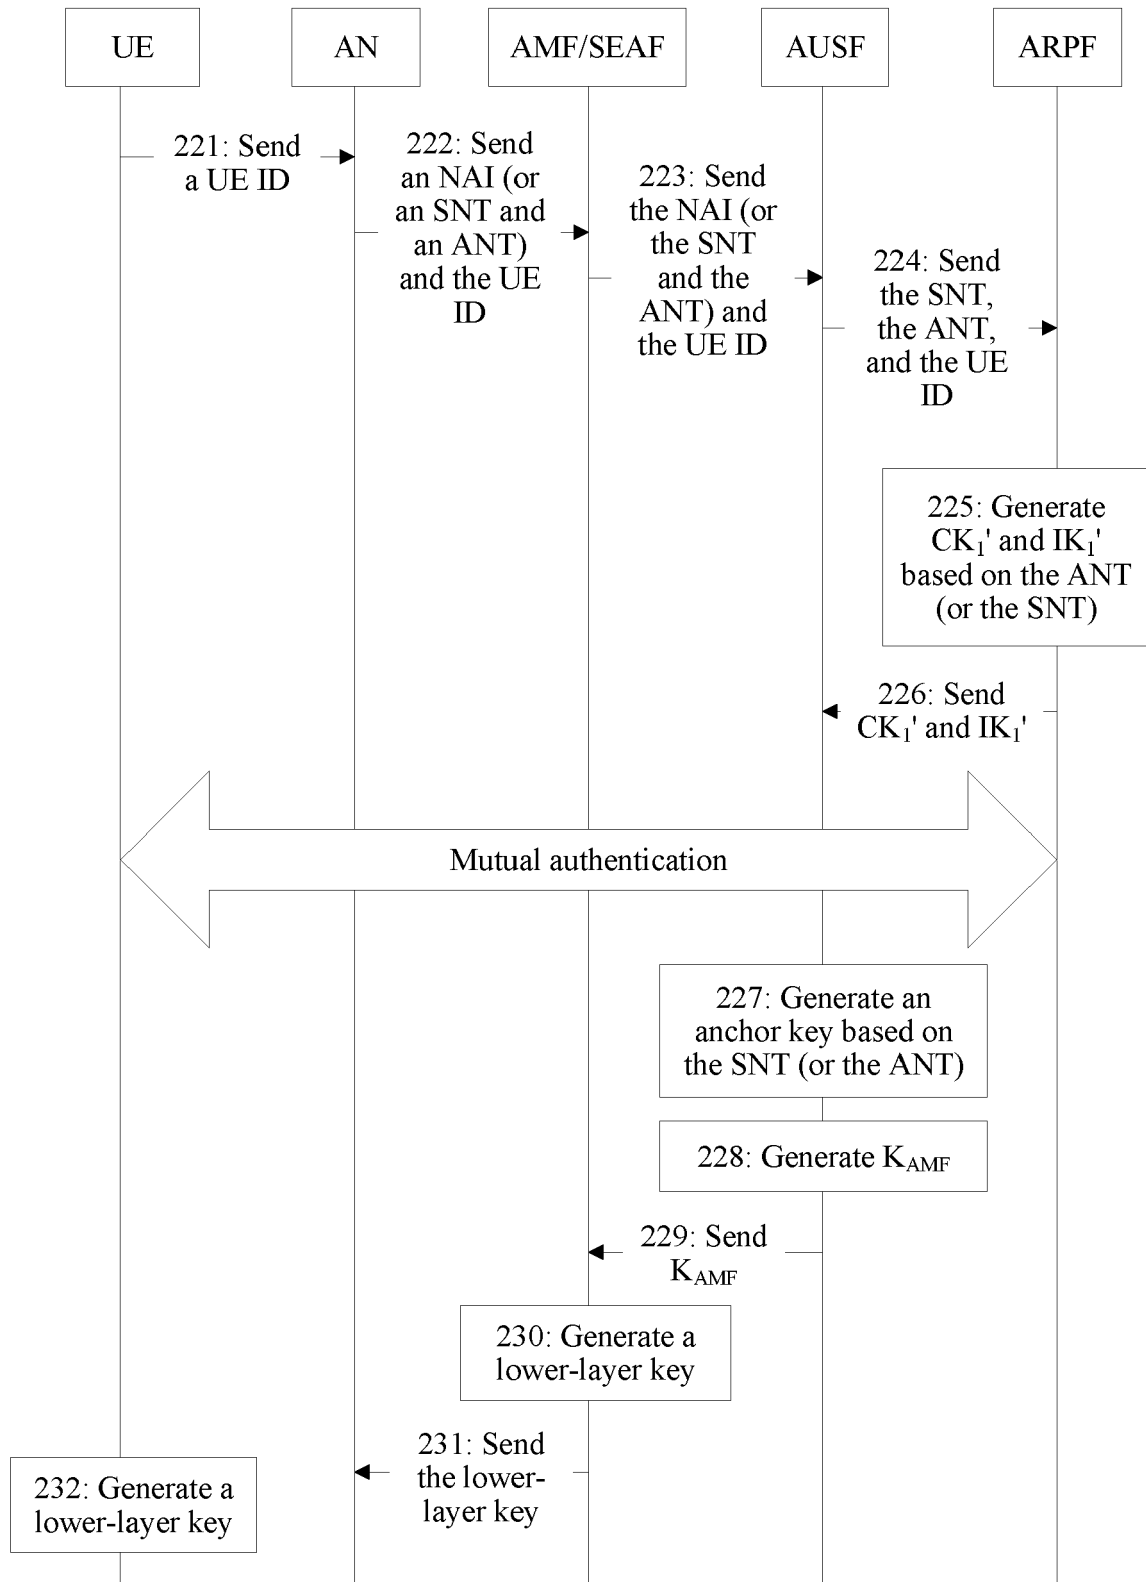 UE
AN
AMF/SEAF
AUSF
ARPF
221: Send
a UE ID
222: Send
an NAI (or
an SNT and
an ANT)
and the UE
ID
223: Send
the NAI (or
the SNT
and the
ANT) and
the UE ID
224: Send
the SNT,
the ANT,
and the UE
ID
225: Generate
CK₁' and IK₁'
based on the ANT
(or the SNT)
226: Send
CK₁' and IK₁'
Mutual authentication
227: Generate an
anchor key based on
the SNT (or the ANT)
228: Generate K_AMF
229: Send
K_AMF
230: Generate a
lower-layer key
231: Send
the lower-
layer key
232: Generate a
lower-layer key